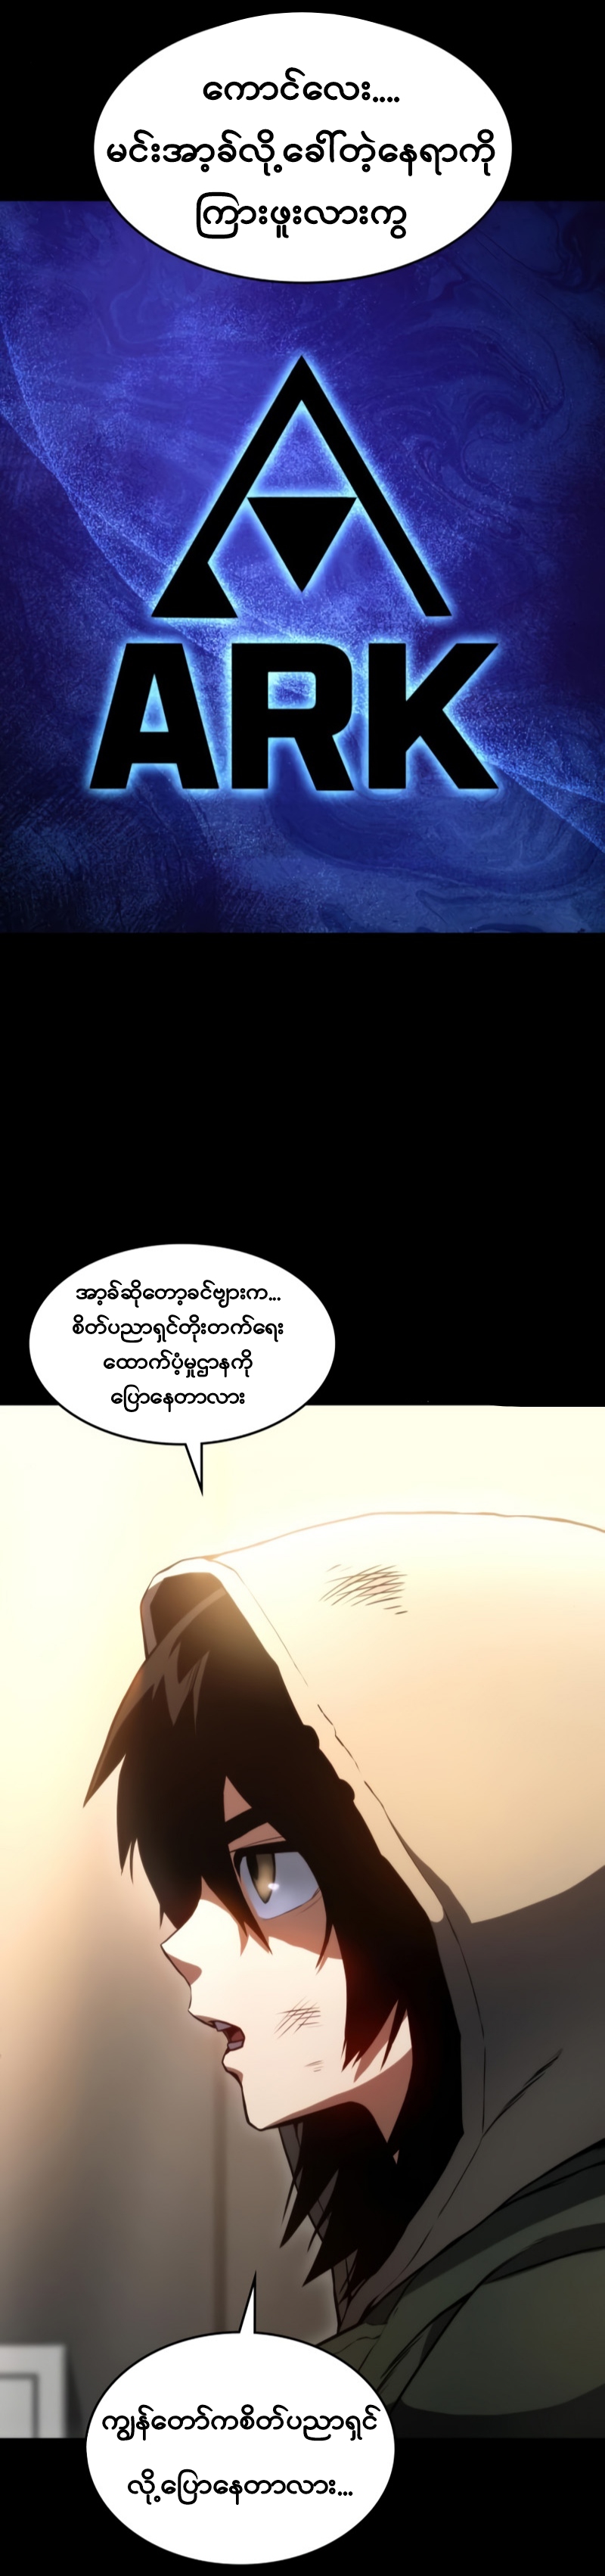 ကောင်လေး....
မင်းအာ့ခ်လို့ခေါ်တဲ့နေရာကို
ကြားဖူးလားကွ
ARK
အာ့ခ်ဆိုတော့ခင်ဗျားက...
စိတ်ပညာရှင်တိုးတက်ရေး
ထောက်ပံ့မှုဌာနကို
ပြောနေတာလား
ကျွန်တော်ကစိတ်ပညာရှင်
လို့ပြောနေတာလား...